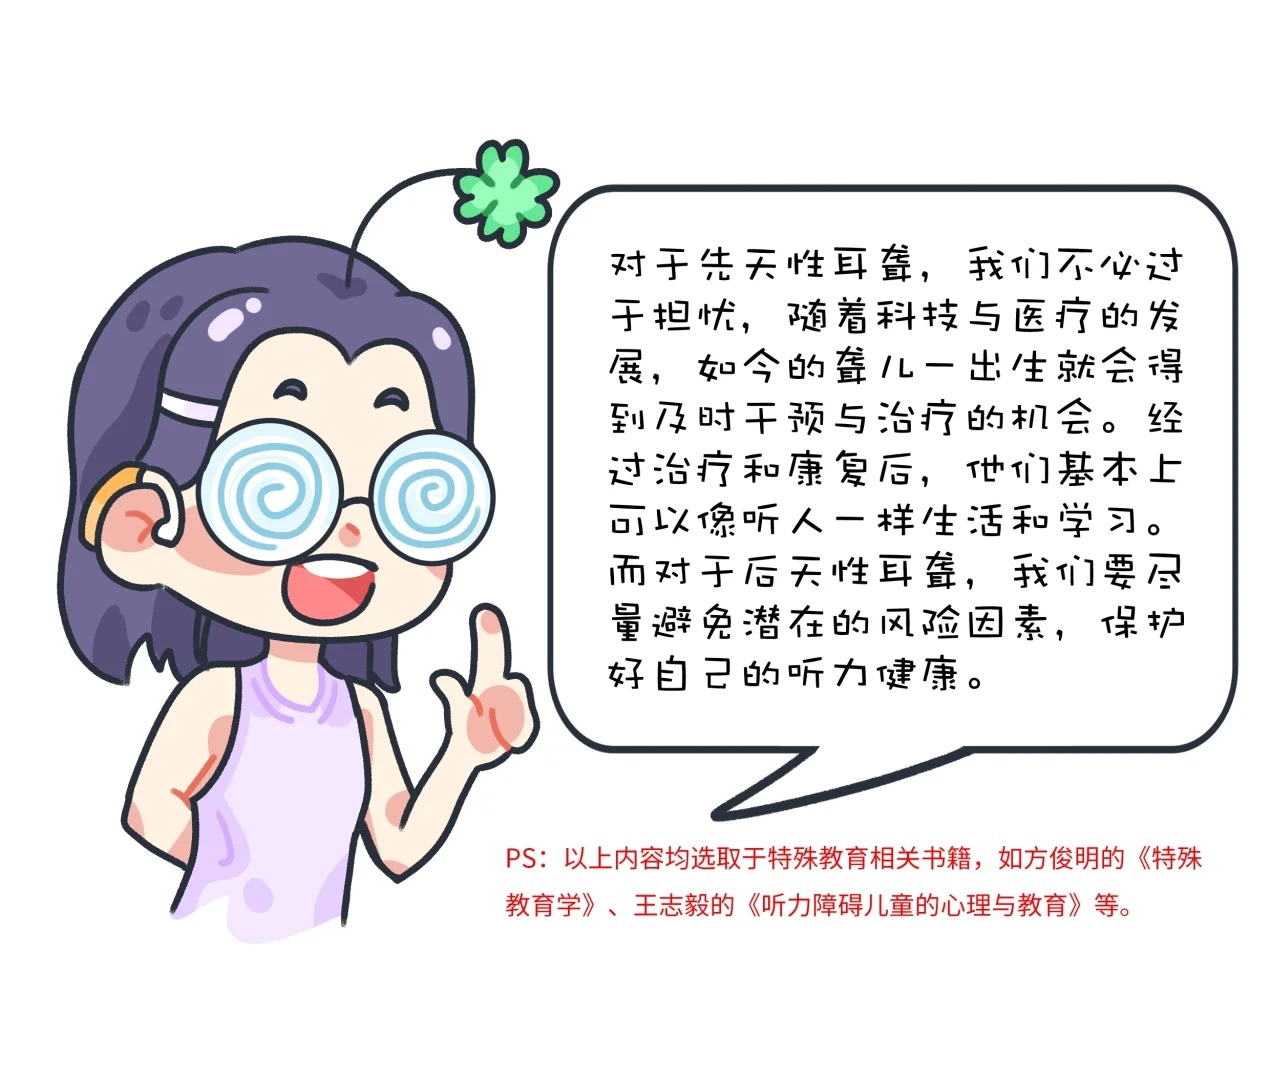 对于先天性耳聋，我们不必过
于担忧，随着科技与医疗的发
展，如今的聋儿一出生就会得
到及时干预与治疗的机会。经
过治疗和康复后，他们基本上
可以像听人一样生活和学习。
而对于后天性耳聋，我们要尽
量避免潜在的风险因素，保护
好自己的听力健康。
PS：以上内容均选取于特殊教育相关书籍，如方俊明的《特殊
教育学》、王志毅的《听力障碍儿童的心理与教育》等。